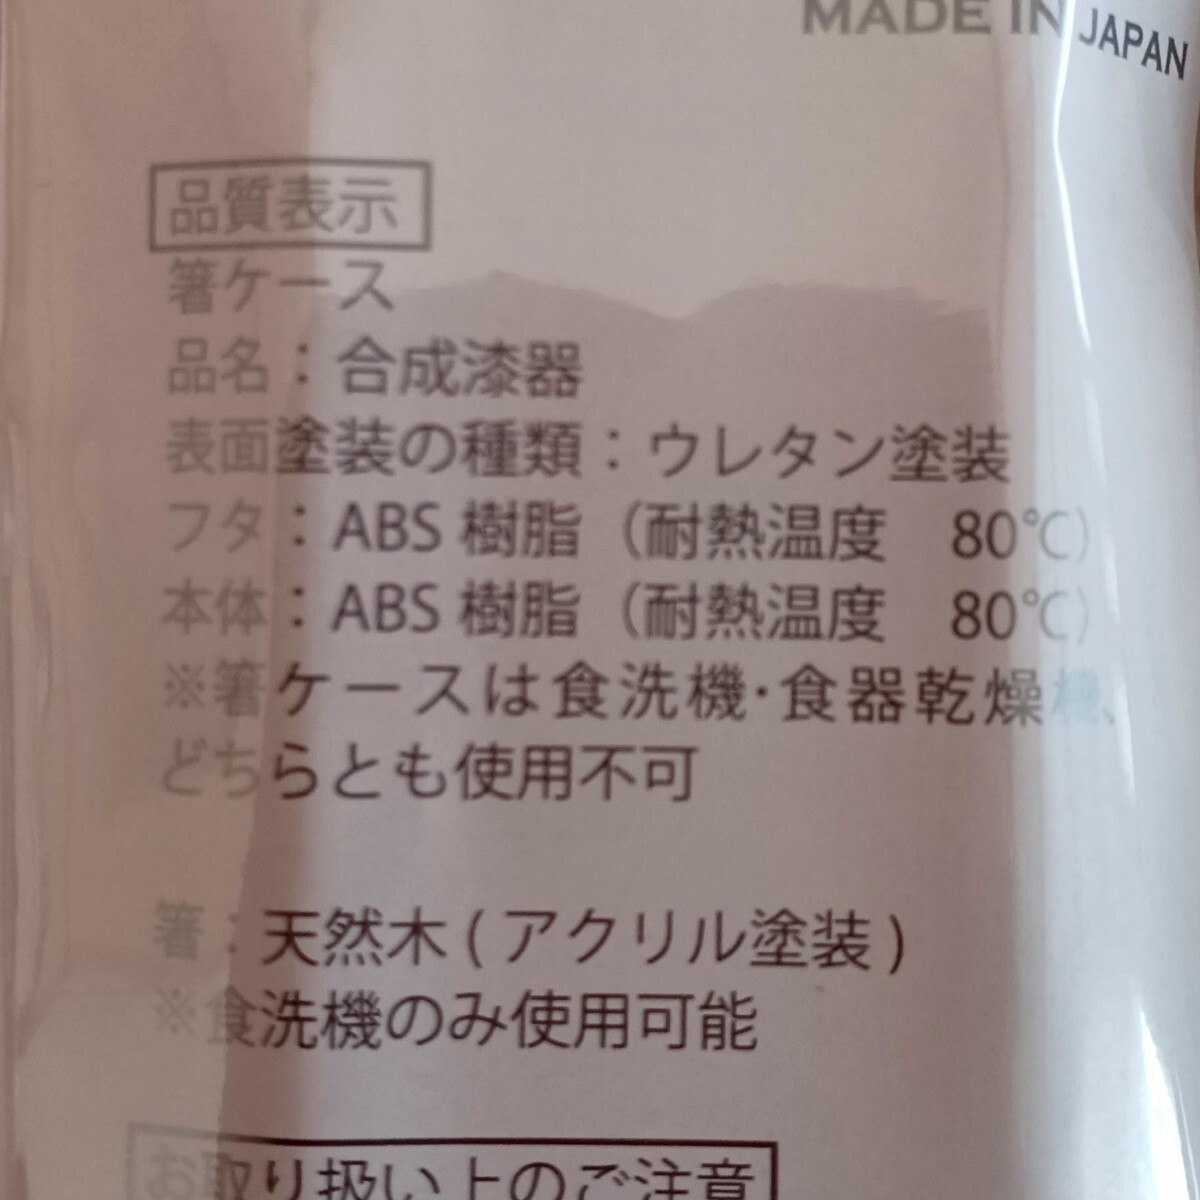 MADE IN JAPAN
品質表示
箸ケース
品名：合成漆器
表面塗装の種類：ウレタン塗装
フタ：ABS 樹脂（耐熱温度　80℃）
本体：ABS 樹脂（耐熱温度　80℃）
※箸ケースは食洗機・食器乾燥機、
どちらとも使用不可
箸：天然木 ( アクリル塗装 )
※食洗機のみ使用可能
お取り扱い上のご注意